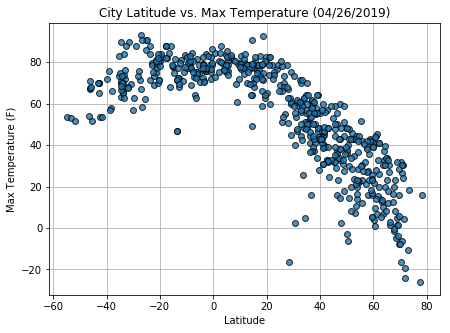 City Latitude vs. Max Temperature (04/26/2019)
Max Temperature (F)
80
60
40
20
0
−20
−60 −40 −20 0 20 40 60 80
Latitude